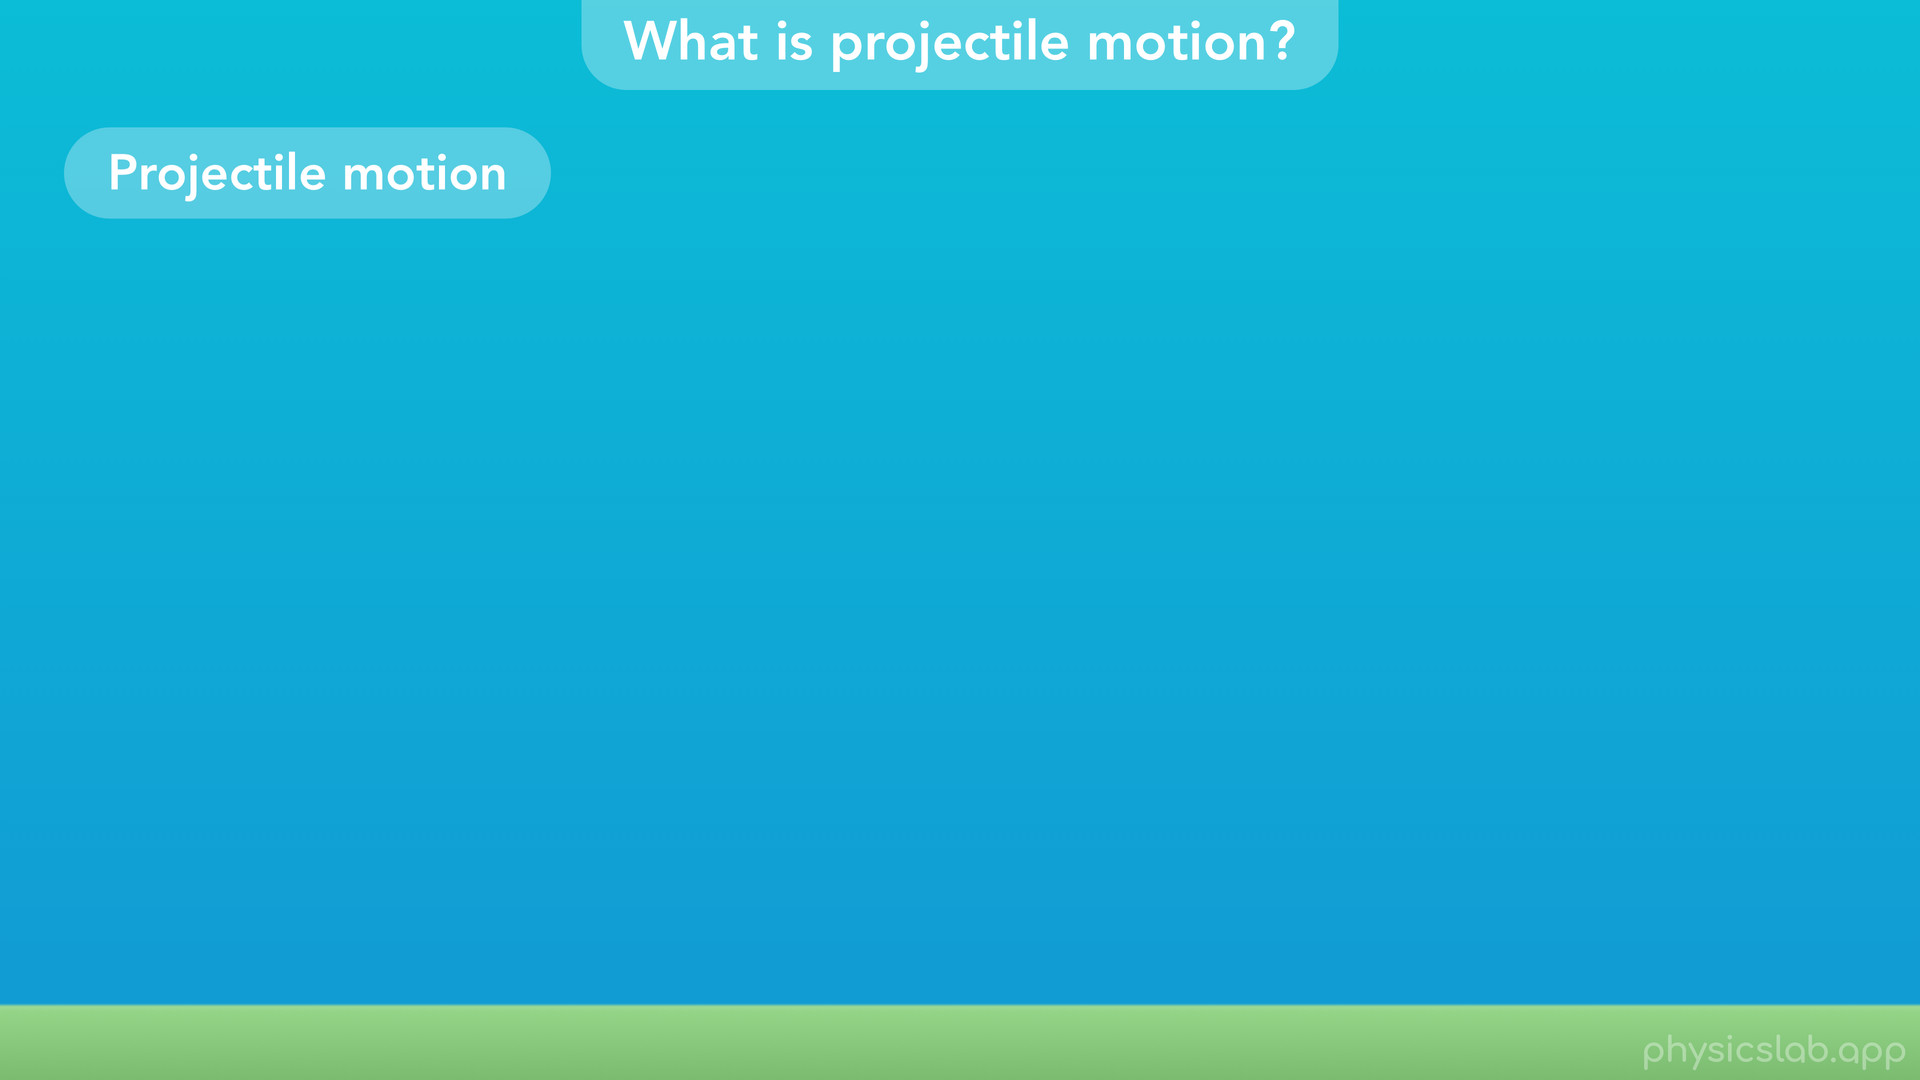 What is projectile motion?
Projectile motion
physicslab.app